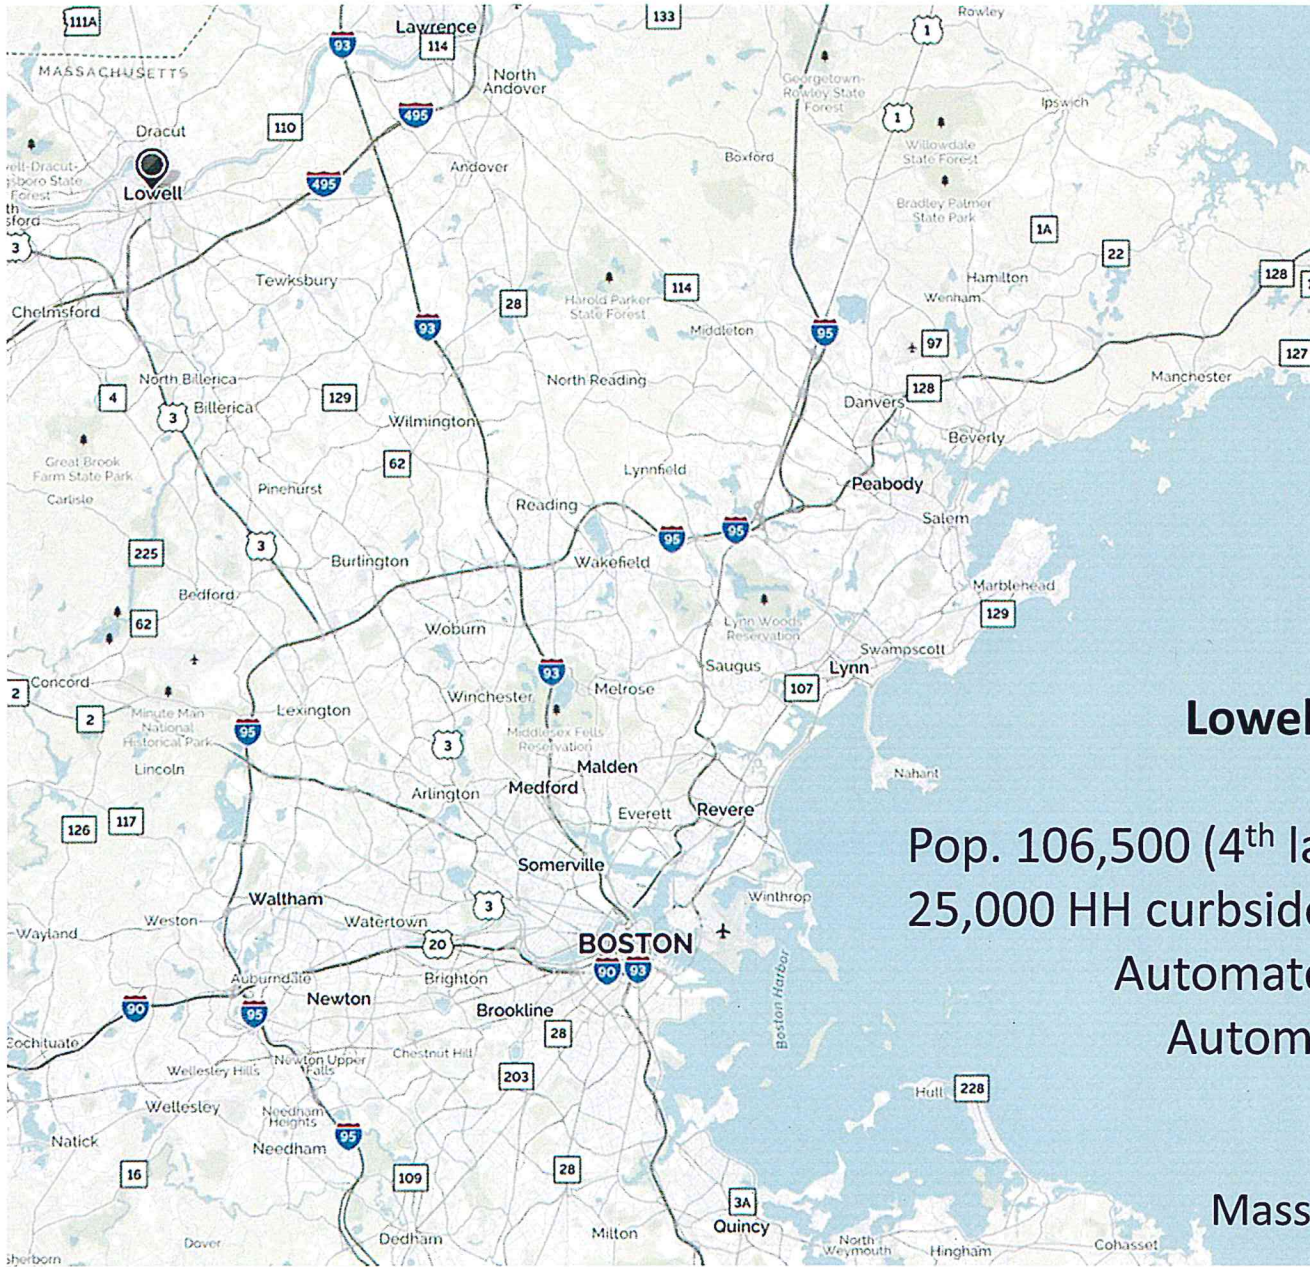 111A
93
Lawrence
114
133
Rowley
1
MASSACHUSETTS
North
Andover
Georgetown-
Rowley State
Forest
495
1
Ipswich
110
Dracut
Willowdale
State Forest
Boxford
Andover
495
Lowell
Bradley Palmer
State Park
1A
3
22
Tewksbury
Hamilton
128
114
28
Harold Parker
State Forest
Wenham
Chelmsford
93
Middleton
95
97
127
North Billerica
North Reading
Manchester
4
129
128
3
Billerica
Danvers
Wilmington
Beverly
62
Great Brook
Farm State Park
Lynnfield
Pinehurst
Peabody
Carlisle
Reading
Salem
95
95
225
3
Burlington
Wakefield
Marblehead
Bedford
62
Lynn Woods
Reservation
129
Woburn
Swampscott
Saugus
Lynn
93
Concord
2
Melrose
107
Winchester
2
Minute Man
National
Historical Park
Lexington
95
3
Middlesex Fells
Reservation
Lincoln
Malden
Nahant
Arlington
Medford
Everett
Revere
126
117
Somerville
Waltham
3
Winthrop
Weston
Watertown
Wayland
20
BOSTON
90
93
Auburndale
Brighton
Boston Harbor
Newton
90
95
Brookline
28
Cochituate
Newton Upper
Falls
Chestnut Hill
Wellesley Hills
203
Hull
228
Wellesley
Needham
Heights
95
Natick
Needham
16
109
28
3A
Quincy
Milton
Dover
Dedham
North
Weymouth
Hingham
Cohasset
Sherborn
Lowel
Pop. 106,500 (4th la
25,000 HH curbside
Automate
Autom
Mass